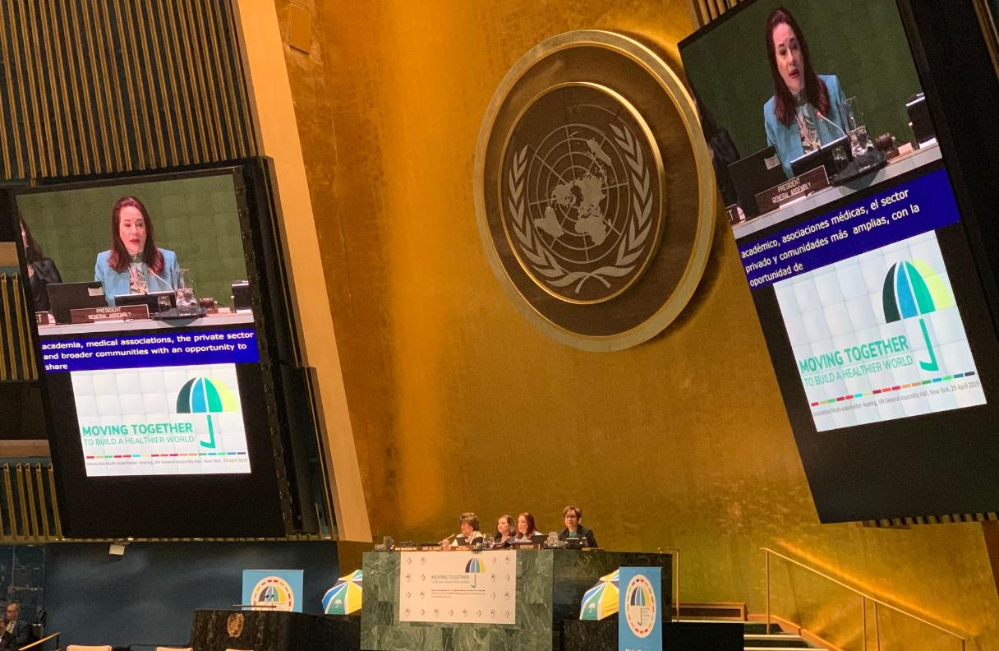 PRESIDENT
GENERAL ASSEMBLY
academia, medical associations, the private sector
and broader communities with an opportunity to
share
MOVING TOGETHER
TO BUILD A HEALTHIER WORLD
Interactive Multi-stakeholder Hearing, UN General Assembly Hall, New York, 29 April 2019
PRESIDENT
GENERAL ASSEMBLY
académico, asociaciones médicas, el sector
privado y comunidades más amplias, con la
oportunidad de
MOVING TOGETHER
TO BUILD A HEALTHIER WORLD
Interactive Multi-stakeholder Hearing, UN General Assembly Hall, New York, 29 April 2019
MOVING TOGETHER
TO BUILD A HEALTHIER WORLD